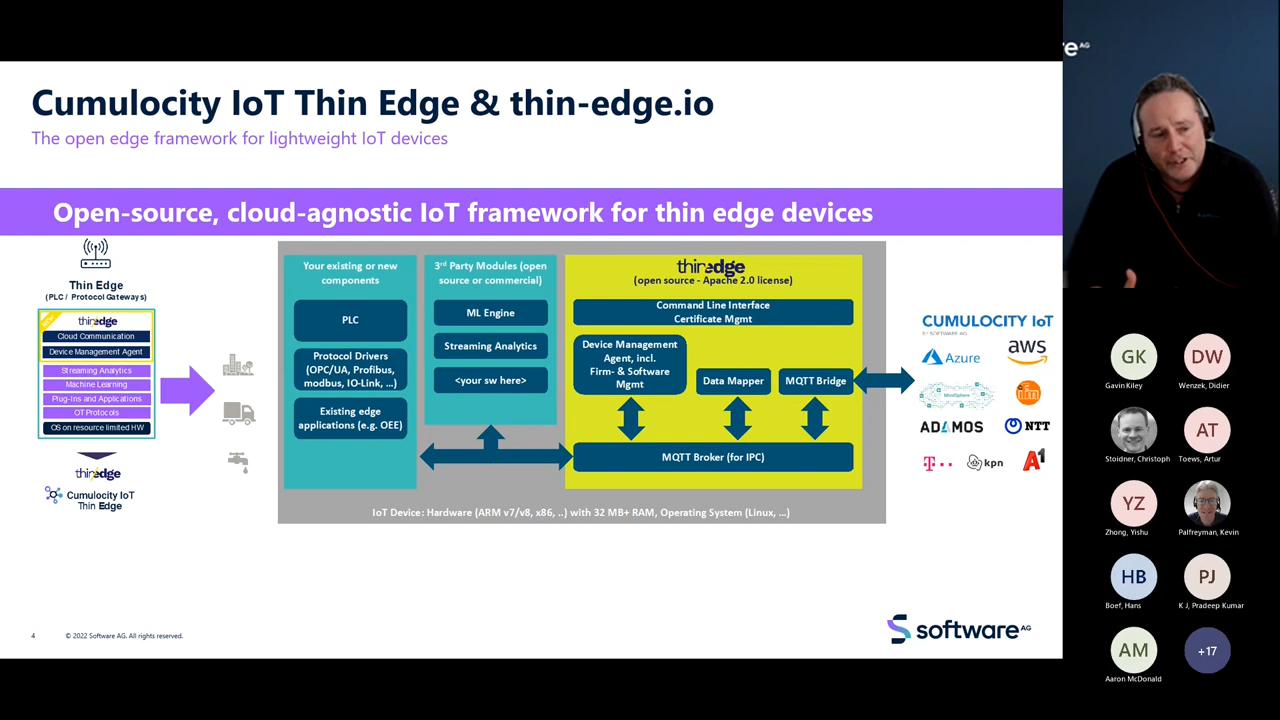 Cumulocity IoT Thin Edge & thin-edge.io
The open edge framework for lightweight IoT devices
Open-source, cloud-agnostic IoT framework for thin edge devices
Thin Edge
(PLC / Protocol Gateways)
thinedge
Cloud Communication
Device Management Agent
Streaming Analytics
Machine Learning
Plug-Ins and Applications
OT Protocols
OS on resource limited HW
thinedge
Cumulocity IoT
Thin Edge
Your existing or new
components
PLC
Protocol Drivers
(OPC/UA, Profibus,
modbus, IO-Link, ...)
Existing edge
applications (e.g. OEE)
3rd Party Modules (open
source or commercial)
ML Engine
Streaming Analytics
<your sw here>
thinedge
(open source - Apache 2.0 license)
Command Line Interface
Certificate Mgmt
Device Management
Agent, incl.
Firm- & Software
Mgmt
Data Mapper
MQTT Bridge
MQTT Broker (for IPC)
IoT Device: Hardware (ARM v7/v8, x86, ..) with 32 MB+ RAM, Operating System (Linux, ...)
CUMULOCITY IOT
Azure
aws
MindSphere
ifm
ADAMOS
NTT
T
kpn
A1
4
© 2022 Software AG. All rights reserved.
software AG
re AG
GK
Gavin Kiley
DW
Wenzek, Didier
Stoidner, Christoph
AT
Toews, Artur
YZ
Zhong, Yishu
Palfreyman, Kevin
HB
Boef, Hans
PJ
K J, Pradeep Kumar
AM
Aaron McDonald
+17